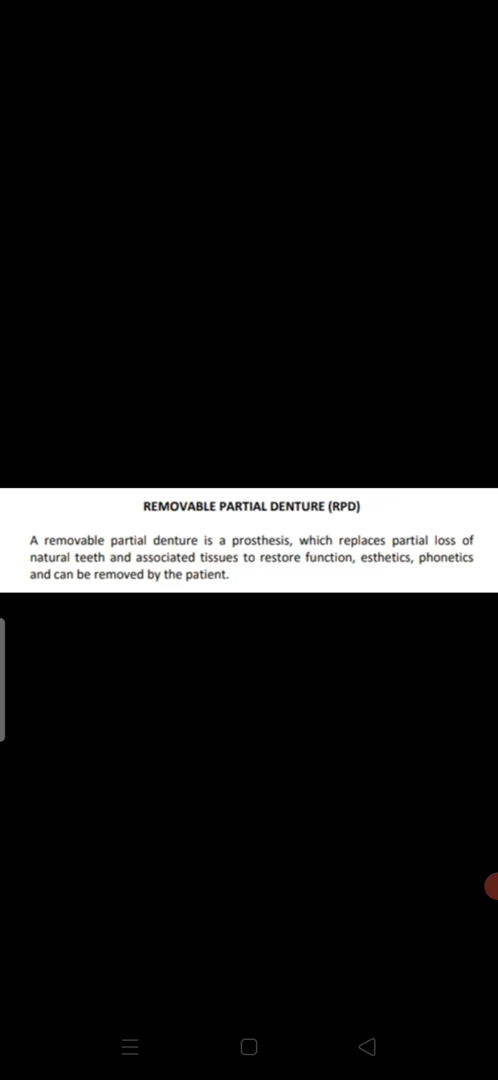 REMOVABLE PARTIAL DENTURE (RPD)
A removable partial denture is a prosthesis, which replaces partial loss of
natural teeth and associated tissues to restore function, esthetics, phonetics
and can be removed by the patient.